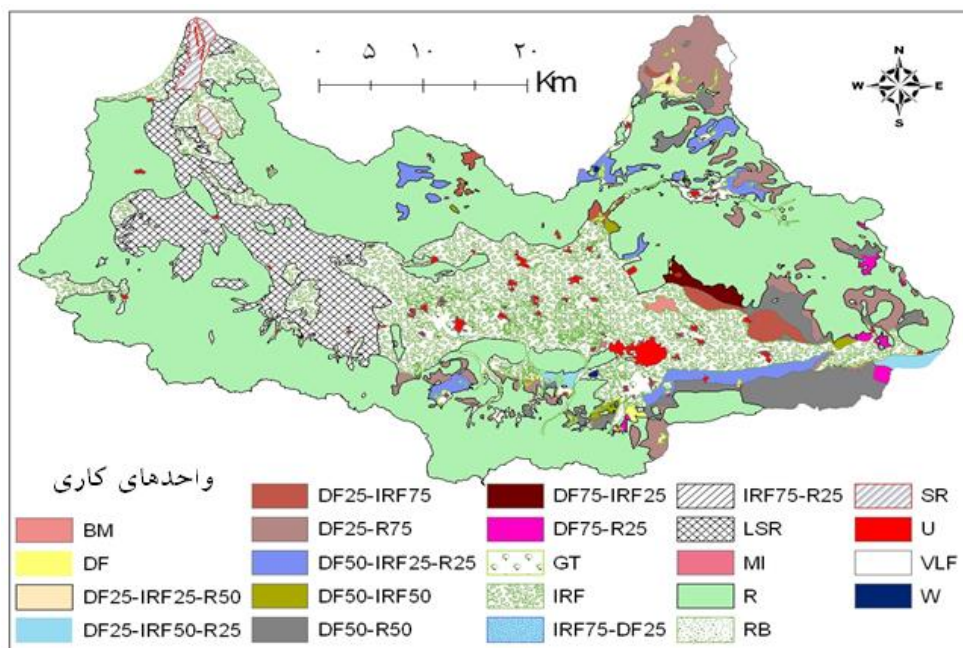 ۰ ۵ ۱۰ ۲۰
Km
N
W E
S
واحدهای کاری
BM
DF
DF25-IRF25-R50
DF25-IRF50-R25
DF25-IRF75
DF25-R75
DF50-IRF25-R25
DF50-IRF50
DF50-R50
DF75-IRF25
DF75-R25
GT
IRF
IRF75-DF25
IRF75-R25
LSR
MI
R
RB
SR
U
VLF
W